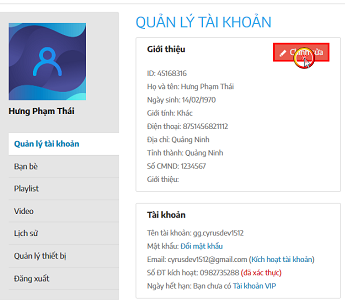 QUẢN LÝ TÀI KHOẢN
Hưng Phạm Thái
Quản lý tài khoản
Bạn bè
Playlist
Video
Lịch sử
Quản lý thiết bị
Đăng xuất
Giới thiệu
ID: 45168316
Họ và tên: Hưng Phạm Thái
Ngày sinh: 14/02/1970
Giới tính: Khác
Điện thoại: 8751456821112
Địa chỉ: Quảng Ninh
Tỉnh thành: Quảng Ninh
Số CMND: 1234567
Giới thiệu:
Tài khoản
Tên tài khoản: gg.cyrusdev1512
Mật khẩu: Đổi mật khẩu
Email: cyrusdev1512@gmail.com (Kích hoạt tài khoản)
Số ĐT kích hoạt: 0982735288 (đã xác thực)
Ngày hết hạn: Bạn chưa có Tài khoản VIP